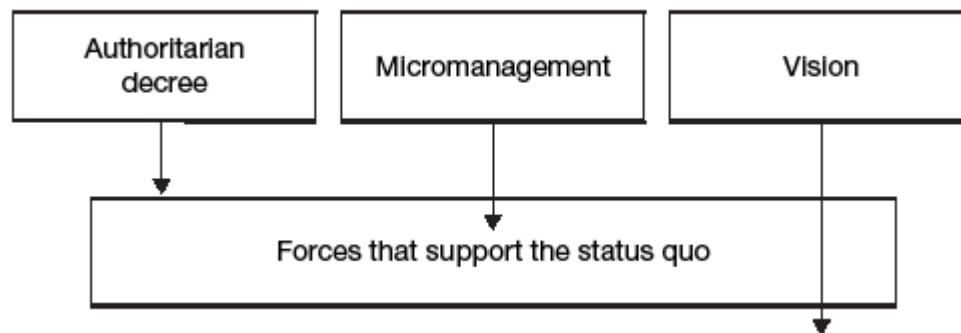 Authoritarian
decree
Micromanagement
Vision
Forces that support the status quo